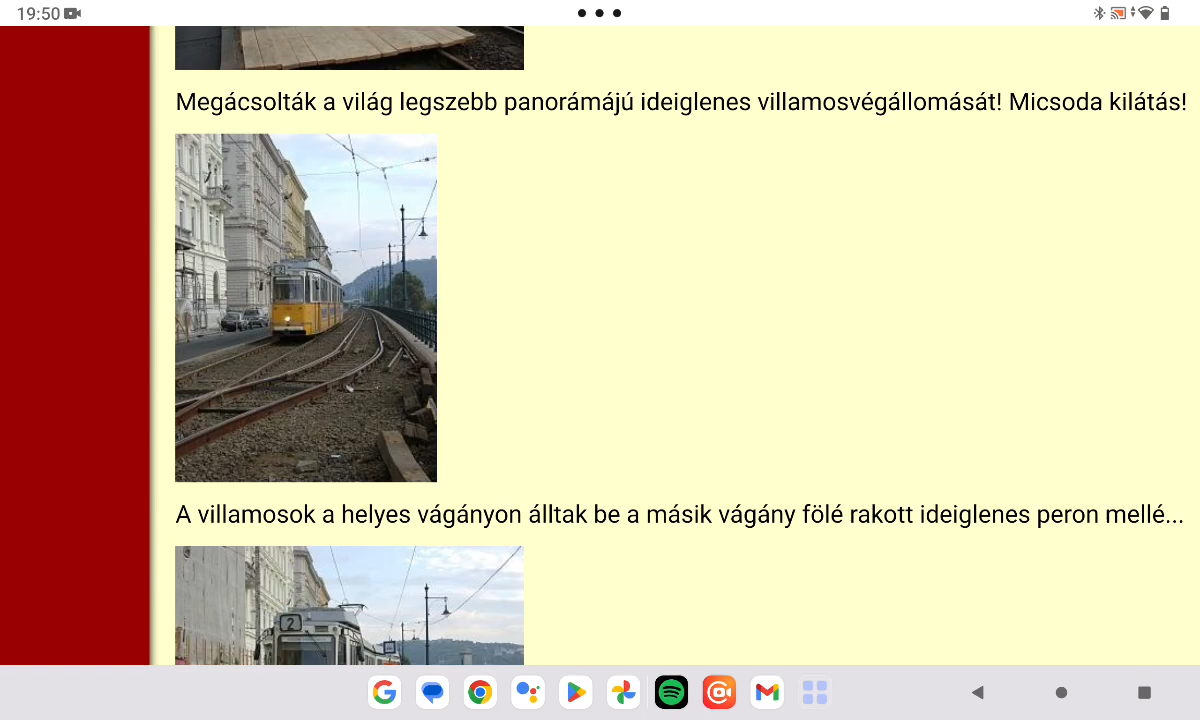 19:50
Megácsolták a világ legszebb panorámájú ideiglenes villamosvégállomását! Micsoda kilátás!
2
A villamosok a helyes vágányon álltak be a másik vágány fölé rakott ideiglenes peron mellé...
2